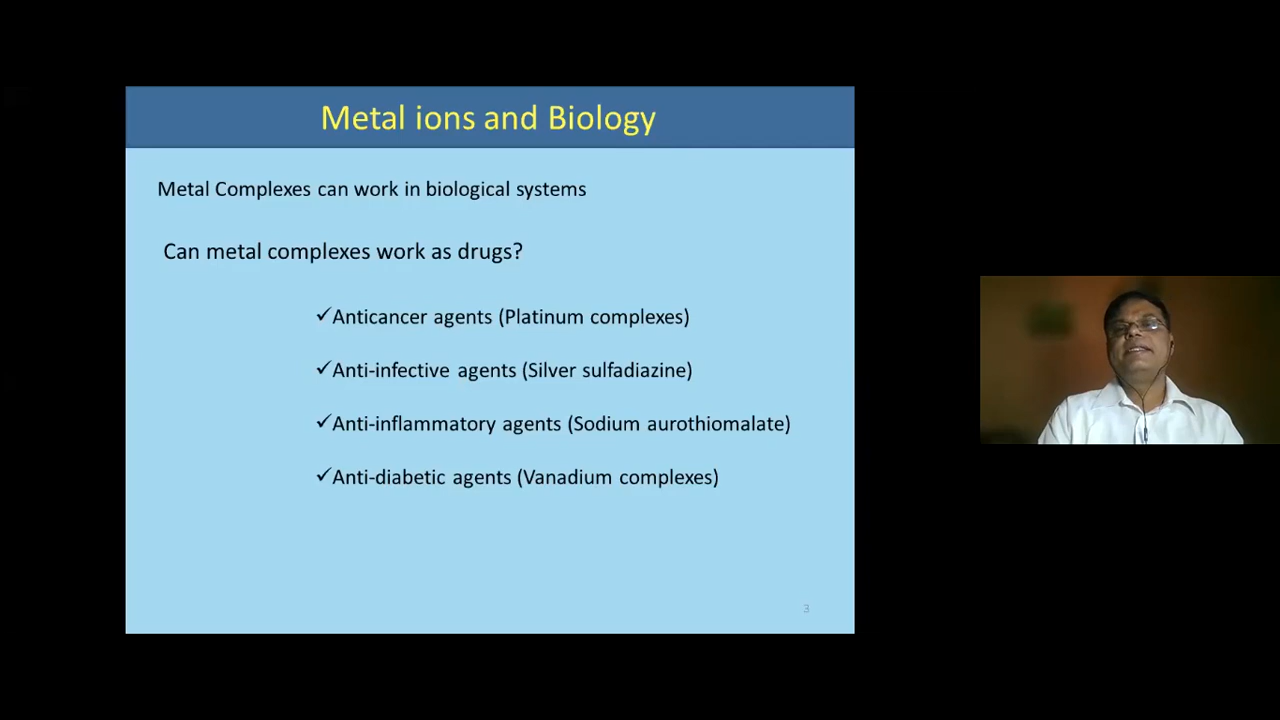 Metal ions and Biology
Metal Complexes can work in biological systems
Can metal complexes work as drugs?
✓Anticancer agents (Platinum complexes)
✓Anti-infective agents (Silver sulfadiazine)
✓Anti-inflammatory agents (Sodium aurothiomalate)
✓Anti-diabetic agents (Vanadium complexes)
3